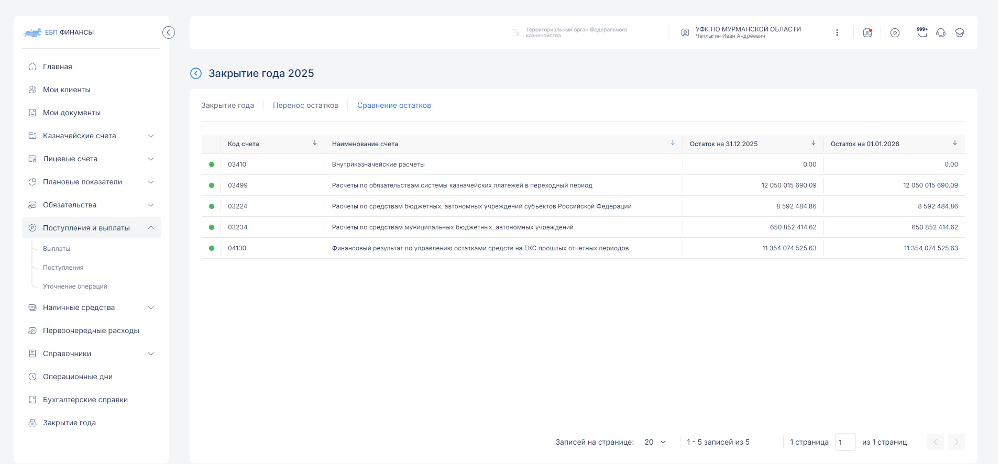 ЕБП ФИНАНСЫ
Главная
Мои клиенты
Мои документы
Казначейские счета
Лицевые счета
Плановые показатели
Обязательства
Поступления и выплаты
Выплаты
Поступления
Уточнение операций
Наличные средства
Первоочередные расходы
Справочники
Операционные дни
Бухгалтерские справки
Закрытие года
Территориальный орган Федерального
казначейства
УФК ПО МУРМАНСКОЙ ОБЛАСТИ
Чаплыгин Иван Андреевич
8
999+
Закрытие года 2025
Закрытие года Перенос остатков Сравнение остатков
Код счета Наименование счета Остаток на 31.12.2025 Остаток на 01.01.2026
03410 Внутриказначейские расчеты 0.00 0.00
03499 Расчеты по обязательствам системы казначейских платежей в переходный период 12 050 015 690.09 12 050 015 690.09
03224 Расчеты по средствам бюджетных, автономных учреждений субъектов Российской Федерации 8 592 484.86 8 592 484.86
03234 Расчеты по средствам муниципальных бюджетных, автономных учреждений 650 852 414.62 650 852 414.62
04130 Финансовый результат по управлению остатками средств на ЕКС прошлых отчетных периодов 11 354 074 525.63 11 354 074 525.63
Записей на странице: 20 1 - 5 записей из 5 1 страница 1 из 1 страниц